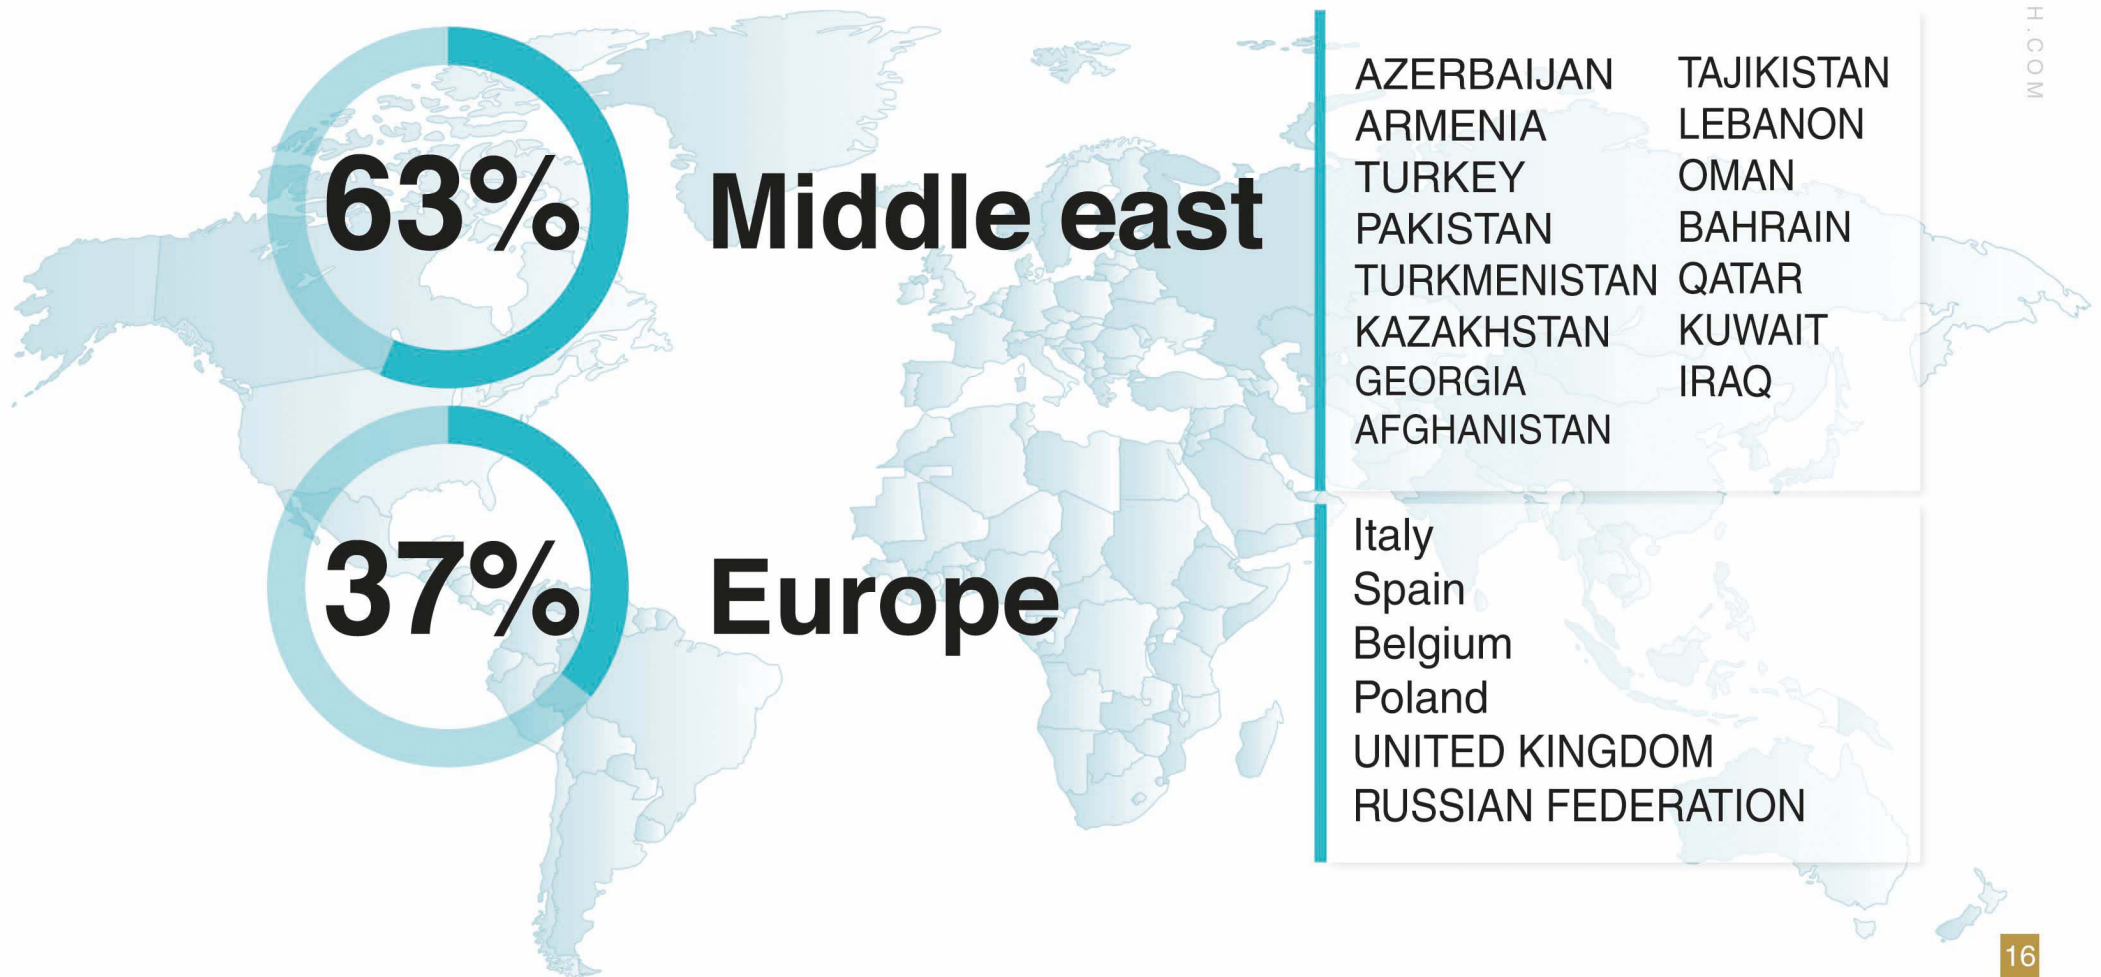 63%
Middle east
AZERBAIJAN
ARMENIA
TURKEY
PAKISTAN
TURKMENISTAN
KAZAKHSTAN
GEORGIA
AFGHANISTAN
TAJIKISTAN
LEBANON
OMAN
BAHRAIN
QATAR
KUWAIT
IRAQ
37%
Europe
Italy
Spain
Belgium
Poland
UNITED KINGDOM
RUSSIAN FEDERATION
H.COM
16